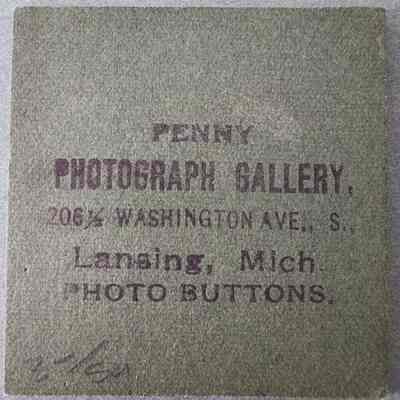 PENNY
PHOTOGRAPH GALLERY,
206½ WASHINGTON AVE., S.,
Lansing, Mich.
PHOTO BUTTONS.